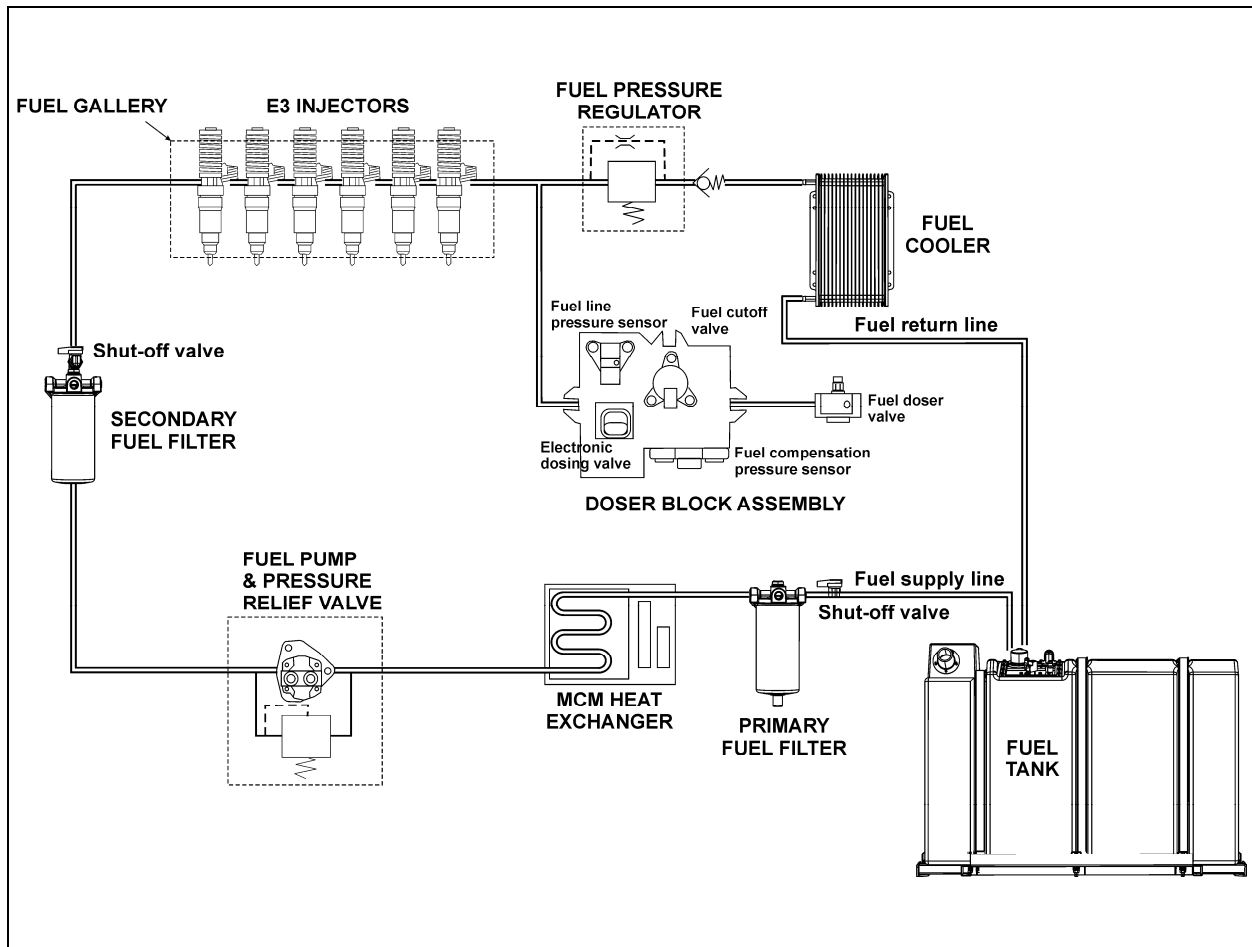 FUEL GALLERY
E3 INJECTORS
FUEL PRESSURE
REGULATOR
FUEL
COOLER
Fuel line
pressure sensor
Fuel cutoff
valve
Fuel return line
Shut-off valve
SECONDARY
FUEL FILTER
Electronic
dosing valve
Fuel doser
valve
Fuel compensation
pressure sensor
DOSER BLOCK ASSEMBLY
FUEL PUMP
& PRESSURE
RELIEF VALVE
Fuel supply line
Shut-off valve
MCM HEAT
EXCHANGER
PRIMARY
FUEL FILTER
FUEL
TANK